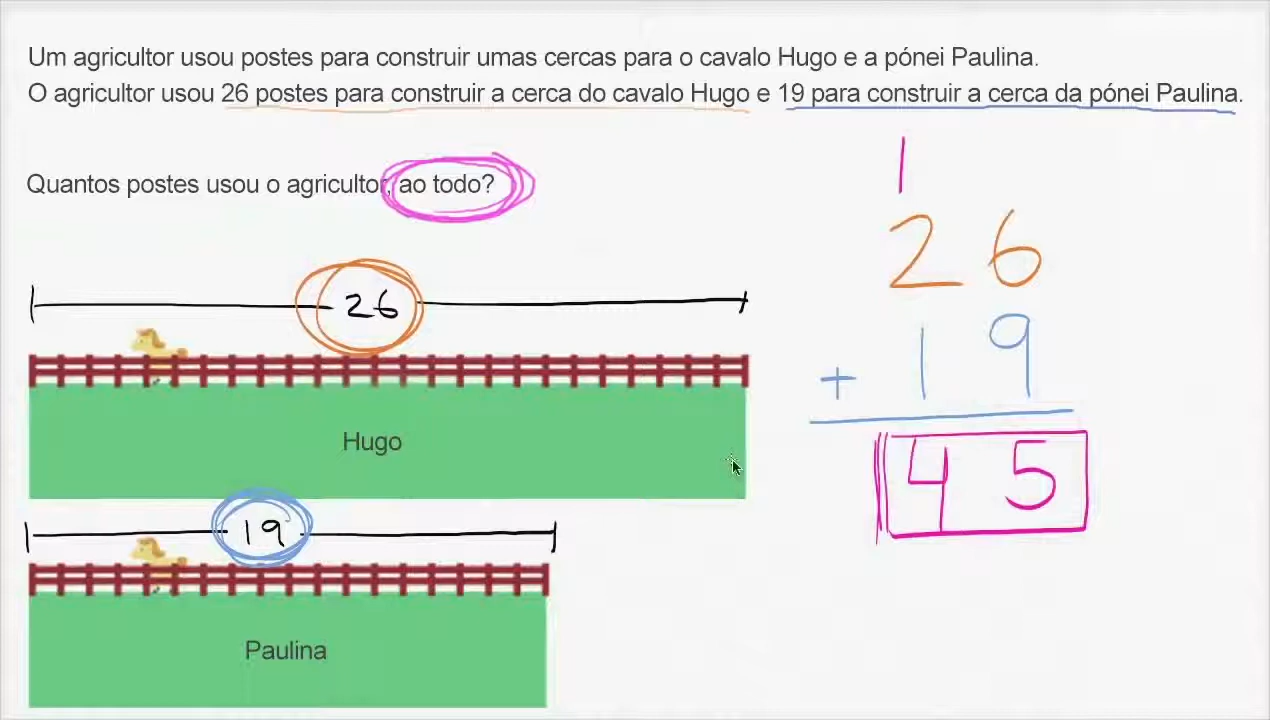 Um agricultor usou postes para construir umas cercas para o cavalo Hugo e a pónei Paulina.
O agricultor usou 26 postes para construir a cerca do cavalo Hugo e 19 para construir a cerca da pónei Paulina.
Quantos postes usou o agricultor, ao todo?
1
26
+ 19
45
26
Hugo
19
Paulina